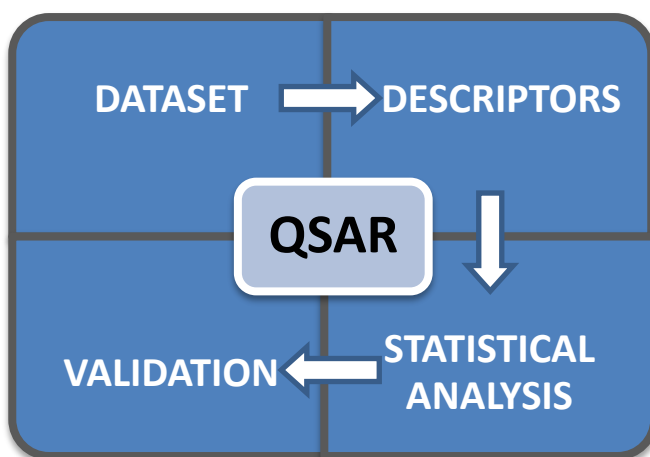 DATASET
DESCRIPTORS
QSAR
VALIDATION
STATISTICAL
ANALYSIS